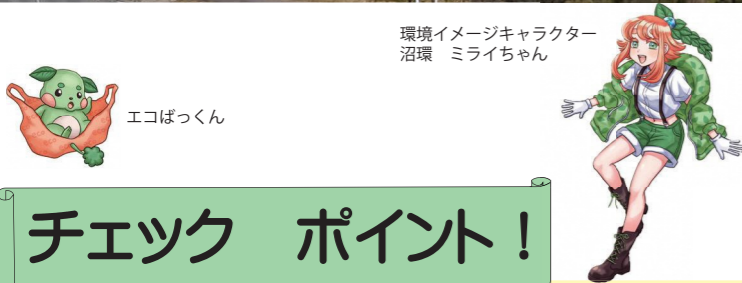 環境イメージキャラクター
沼環　ミライちゃん
エコばっくん
チェック　ポイント！